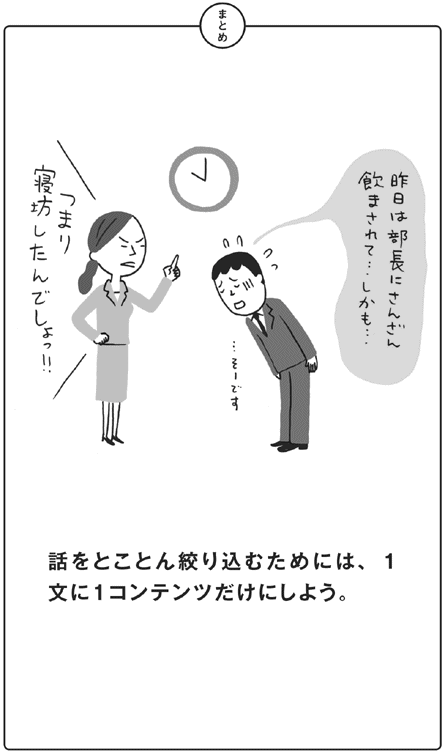 まとめ
昨日は部長にさんざん
飲まされて…しかも…
…そーです
つまり
寝坊したんでしょっ!!
話をとことん絞り込むためには、1
文に1コンテンツだけにしよう。